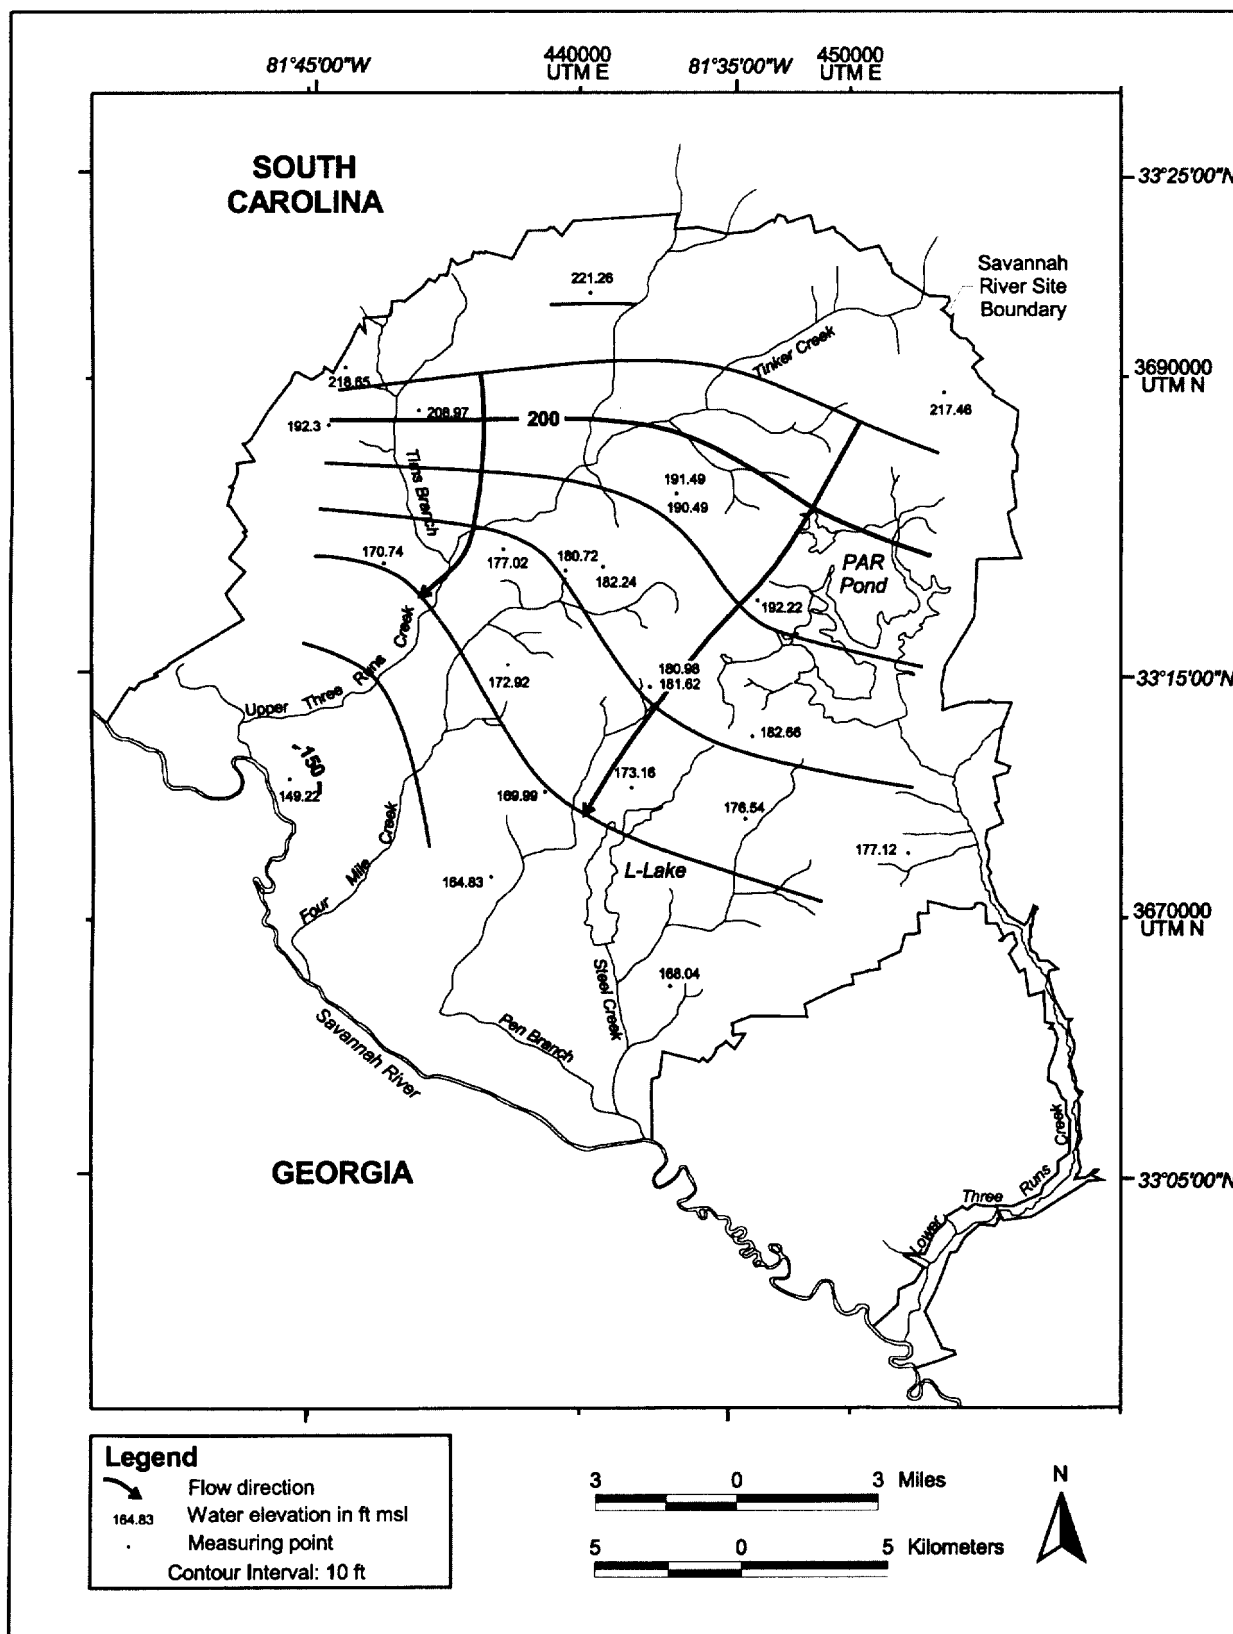 81°45'00"W
440000
UTM E
81°35'00"W
450000
UTM E
SOUTH
CAROLINA
33°25'00"N
Savannah
River Site
Boundary
221.26
Tinker Creek
3690000
UTM N
218.65
208.97
217.46
192.3
200
Tims Branch
191.49
190.49
170.74
177.02
180.72
182.24
PAR
Pond
192.22
180.98
181.62
33°15'00"N
172.92
Upper Three Runs Creek
182.66
150
149.22
173.16
169.99
176.54
177.12
Four Mile Creek
164.83
L-Lake
3670000
UTM N
168.04
Steel Creek
Pen Branch
Savannah River
GEORGIA
33°05'00"N
Lower Three Runs Creek
Legend
Flow direction
164.83 Water elevation in ft msl
Measuring point
Contour Interval: 10 ft
3 0 3 Miles
5 0 5 Kilometers
N